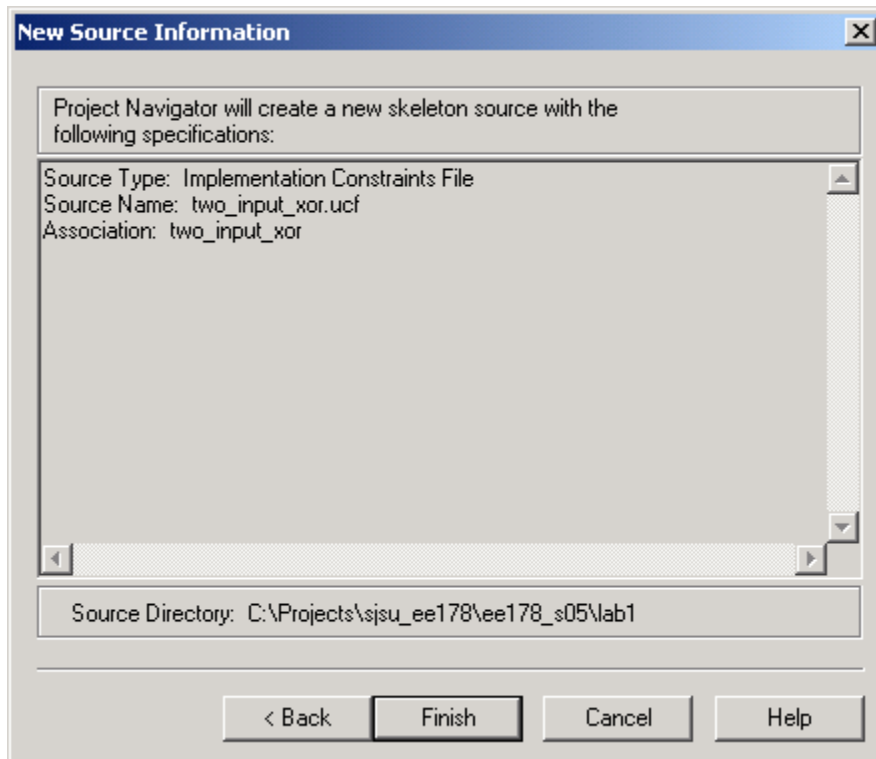 New Source Information
Project Navigator will create a new skeleton source with the
following specifications:
Source Type: Implementation Constraints File
Source Name: two_input_xor.ucf
Association: two_input_xor
Source Directory: C:\Projects\sjsu_ee178\ee178_s05\lab1
< Back Finish Cancel Help